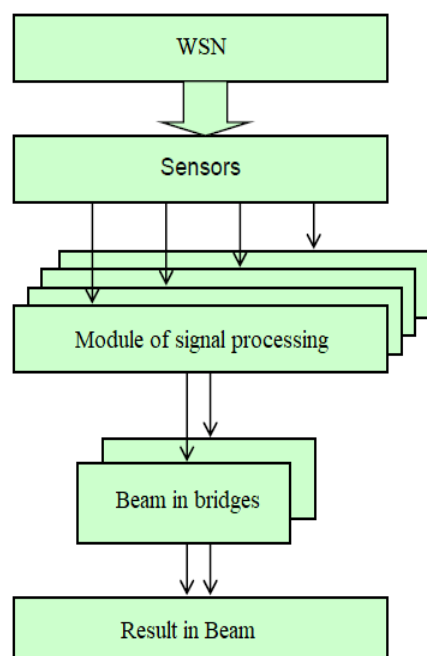 WSN
Sensors
Module of signal processing
Beam in bridges
Result in Beam